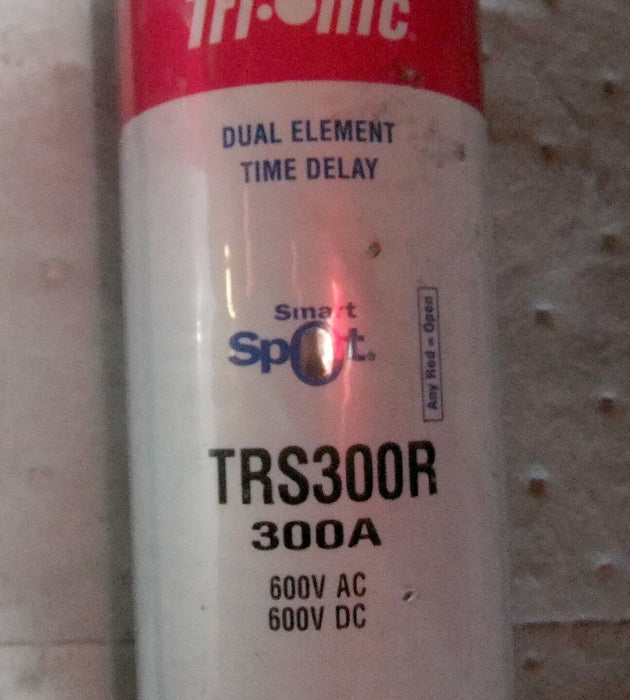 Tri-onic
DUAL ELEMENT
TIME DELAY
Smart
Spot®
Any Red = Open
TRS300R
300A
600V AC
600V DC